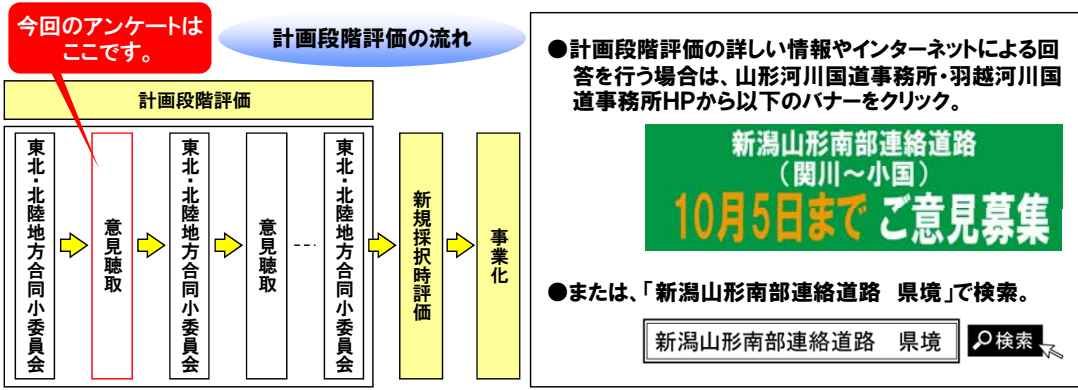 今回のアンケートは
ここです。
計画段階評価の流れ
計画段階評価
東北・北陸地方合同小委員会
意見聴取
東北・北陸地方合同小委員会
意見聴取
東北・北陸地方合同小委員会
新規採択時評価
事業化
●計画段階評価の詳しい情報やインターネットによる回
答を行う場合は、山形河川国道事務所・羽越河川国
道事務所HPから以下のバナーをクリック。
新潟山形南部連絡道路
（関川～小国）
10月5日まで ご意見募集
●または、「新潟山形南部連絡道路　県境」で検索。
新潟山形南部連絡道路　県境
検索